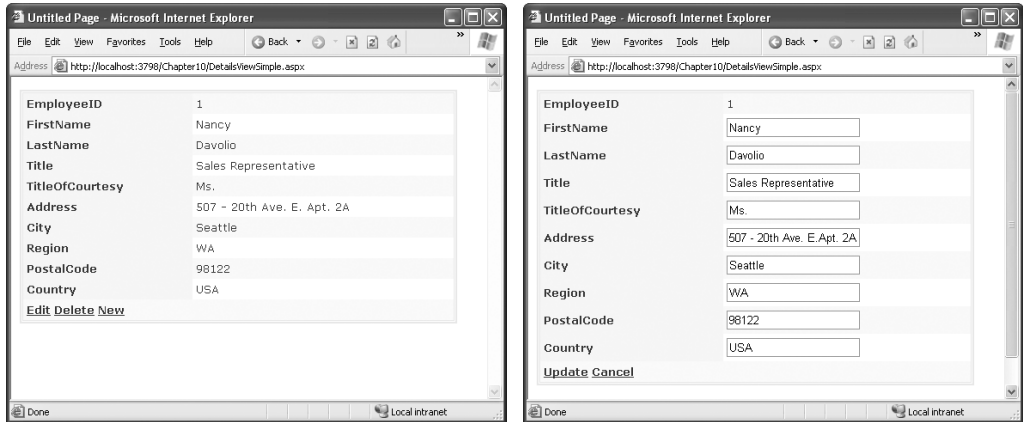 Untitled Page - Microsoft Internet Explorer
File Edit View Favorites Tools Help Back »
Address http://localhost:3798/Chapter10/DetailsViewSimple.aspx
EmployeeID 1
FirstName Nancy
LastName Davolio
Title Sales Representative
TitleOfCourtesy Ms.
Address 507 - 20th Ave. E. Apt. 2A
City Seattle
Region WA
PostalCode 98122
Country USA
Edit Delete New
Done Local intranet
Untitled Page - Microsoft Internet Explorer
File Edit View Favorites Tools Help Back »
Address http://localhost:3798/Chapter10/DetailsViewSimple.aspx
EmployeeID 1
FirstName Nancy
LastName Davolio
Title Sales Representative
TitleOfCourtesy Ms.
Address 507 - 20th Ave. E.Apt. 2A
City Seattle
Region WA
PostalCode 98122
Country USA
Update Cancel
Done Local intranet